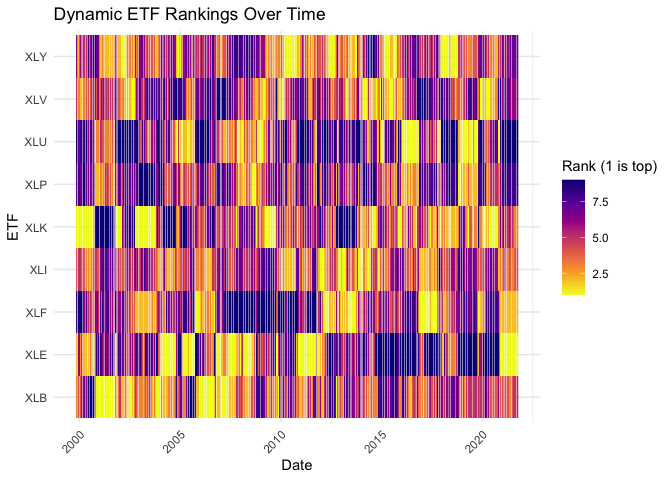 Dynamic ETF Rankings Over Time
XLY
XLV
XLU
XLP
XLK
XLI
XLF
XLE
XLB
ETF
2000
2005
2010
2015
2020
Date
Rank (1 is top)
7.5
5.0
2.5